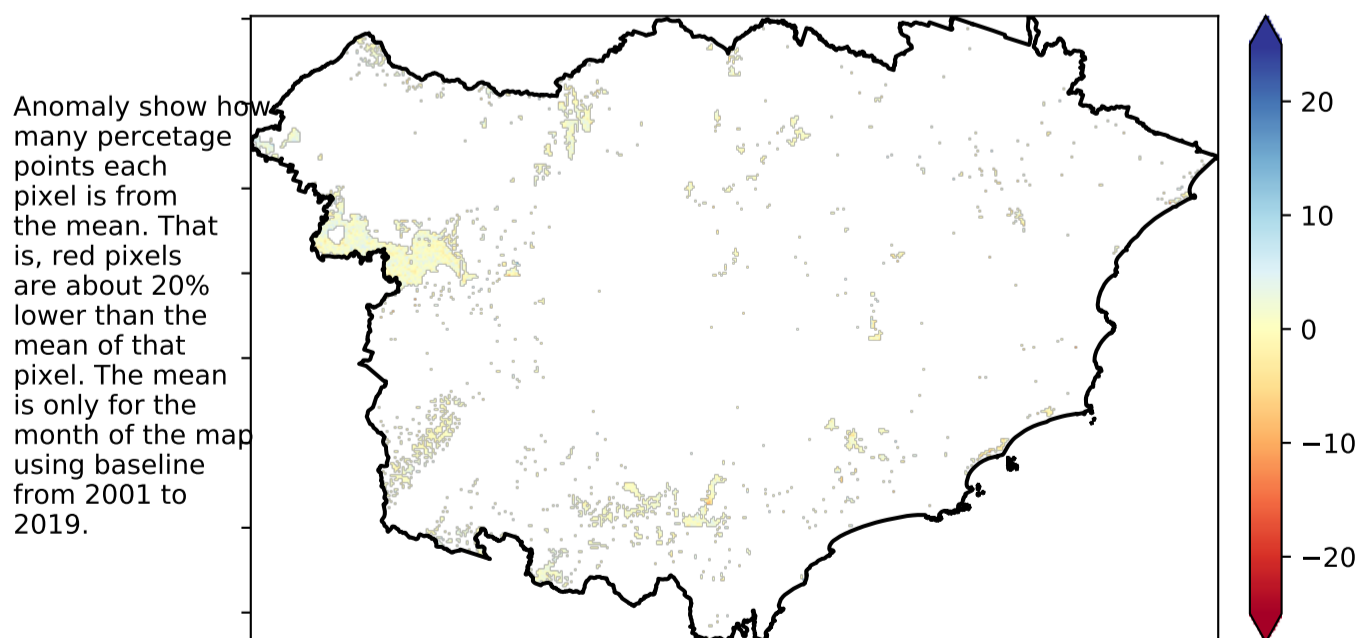 Anomaly show how
many percetage
points each
pixel is from
the mean. That
is, red pixels
are about 20%
lower than the
mean of that
pixel. The mean
is only for the
month of the map
using baseline
from 2001 to
2019.
20
10
0
−10
−20